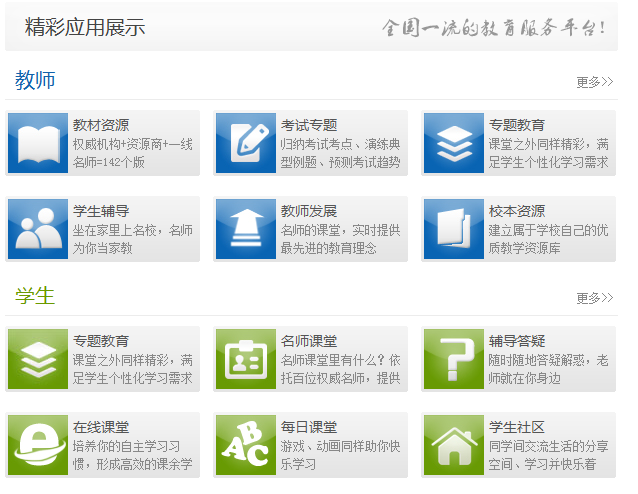 精彩应用展示
全国一流的教育服务平台!
教师
更多>>
教材资源
权威机构+资源商+一线
名师=142个版
考试专题
归纳考试考点、演练典
型例题、预测考试趋势
专题教育
课堂之外同样精彩，满
足学生个性化学习需求
学生辅导
坐在家里上名校，名师
为你当家教
教师发展
名师的课堂，实时提供
最先进的教育理念
校本资源
建立属于学校自己的优
质教学资源库
学生
更多>>
专题教育
课堂之外同样精彩，满
足学生个性化学习需求
名师课堂
名师课堂里有什么？依
托百位权威名师，提供
辅导答疑
随时随地答疑解惑，老
师就在你身边
在线课堂
培养你的自主学习习
惯，形成高效的课余学
每日课堂
游戏、动画同样助你快
乐学习
学生社区
同学间交流生活的分享
空间、学习并快乐着